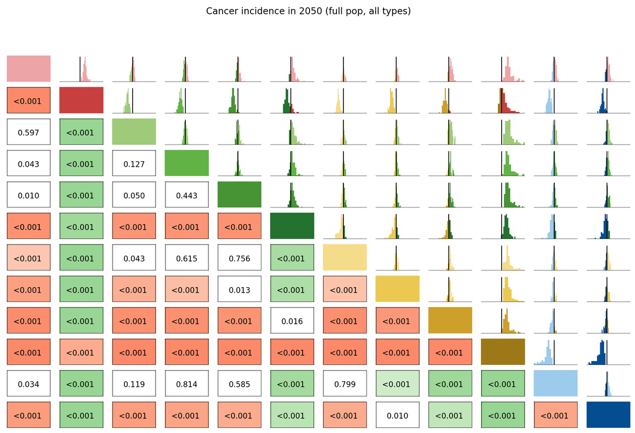 Cancer incidence in 2050 (full pop, all types)
<0.001
0.597 <0.001
0.043 <0.001 0.127
0.010 <0.001 0.050 0.443
<0.001 <0.001 <0.001 <0.001 <0.001
<0.001 <0.001 0.043 0.615 0.756 <0.001
<0.001 <0.001 <0.001 <0.001 0.013 <0.001 <0.001
<0.001 <0.001 <0.001 <0.001 <0.001 0.016 <0.001 <0.001
<0.001 <0.001 <0.001 <0.001 <0.001 <0.001 <0.001 <0.001 <0.001
0.034 <0.001 0.119 0.814 0.585 <0.001 0.799 <0.001 <0.001 <0.001
<0.001 <0.001 <0.001 <0.001 <0.001 <0.001 <0.001 0.010 <0.001 <0.001 <0.001